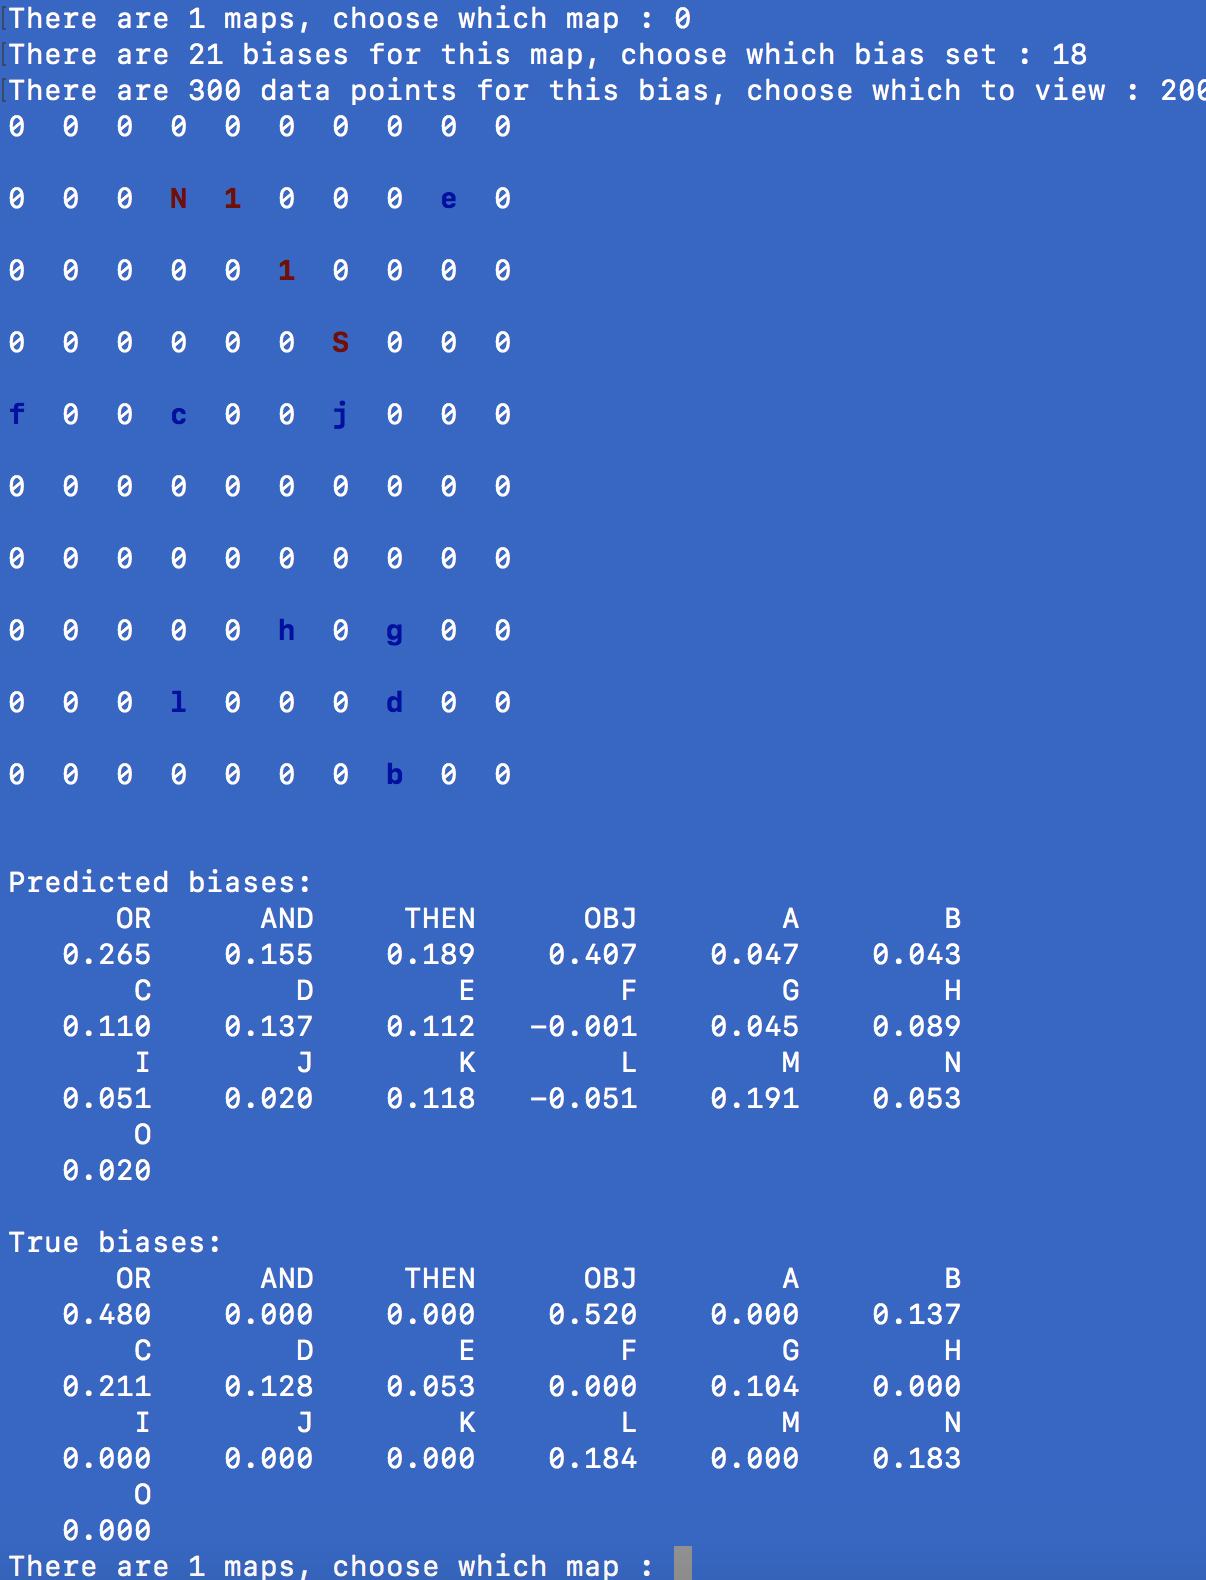 There are 1 maps, choose which map : 0
There are 21 biases for this map, choose which bias set : 18
There are 300 data points for this bias, choose which to view : 200
0 0 0 0 0 0 0 0 0 0
0 0 0 N 1 0 0 0 e 0
0 0 0 0 0 1 0 0 0 0
0 0 0 0 0 0 S 0 0 0
f 0 0 c 0 0 j 0 0 0
0 0 0 0 0 0 0 0 0 0
0 0 0 0 0 0 0 0 0 0
0 0 0 0 0 h 0 g 0 0
0 0 0 l 0 0 0 d 0 0
0 0 0 0 0 0 0 b 0 0
Predicted biases:
OR AND THEN OBJ A B
0.265 0.155 0.189 0.407 0.047 0.043
C D E F G H
0.110 0.137 0.112 -0.001 0.045 0.089
I J K L M N
0.051 0.020 0.118 -0.051 0.191 0.053
O
0.020
True biases:
OR AND THEN OBJ A B
0.480 0.000 0.000 0.520 0.000 0.137
C D E F G H
0.211 0.128 0.053 0.000 0.104 0.000
I J K L M N
0.000 0.000 0.000 0.184 0.000 0.183
O
0.000
There are 1 maps, choose which map :